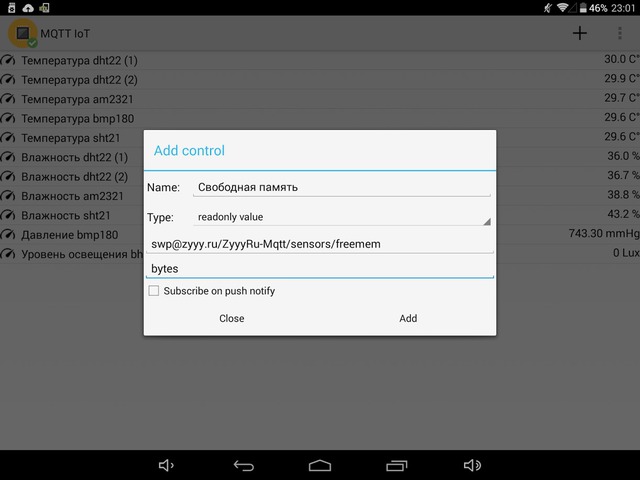 46% 23:01
MQTT IoT
Температура dht22 (1) 30.0 C°
Температура dht22 (2) 29.9 C°
Температура am2321 29.7 C°
Температура bmp180 29.6 C°
Температура sht21 29.6 C°
Влажность dht22 (1) 36.0 %
Влажность dht22 (2) 36.7 %
Влажность am2321 38.8 %
Влажность sht21 43.2 %
Давление bmp180 743.30 mmHg
Уровень освещения bh 0 Lux
Add control
Name: Свободная память
Type: readonly value
swp@zyyy.ru/ZyyyRu-Mqtt/sensors/freemem
bytes
Subscribe on push notify
Close Add